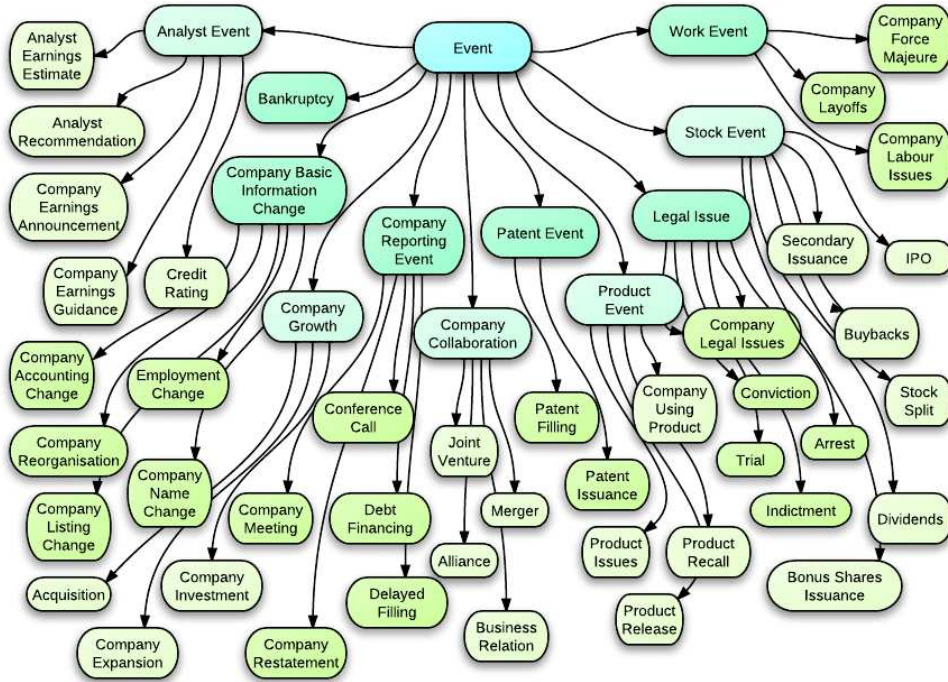 Analyst
Earnings
Estimate
Analyst Event
Event
Work Event
Company
Force
Majeure
Analyst
Recommendation
Bankruptcy
Company
Layoffs
Stock Event
Company
Labour
Issues
Company
Earnings
Announcement
Company Basic
Information
Change
Company
Reporting
Event
Patent Event
Legal Issue
Secondary
Issuance
IPO
Company
Earnings
Guidance
Credit
Rating
Company
Growth
Company
Collaboration
Product
Event
Company
Legal Issues
Buybacks
Company
Accounting
Change
Employment
Change
Conference
Call
Patent
Filling
Company
Using
Product
Conviction
Stock
Split
Company
Reorganisation
Joint
Venture
Trial
Arrest
Company
Name
Change
Patent
Issuance
Company
Listing
Change
Company
Meeting
Debt
Financing
Merger
Indictment
Dividends
Alliance
Product
Issues
Product
Recall
Acquisition
Company
Investment
Delayed
Filling
Bonus Shares
Issuance
Product
Release
Company
Expansion
Company
Restatement
Business
Relation